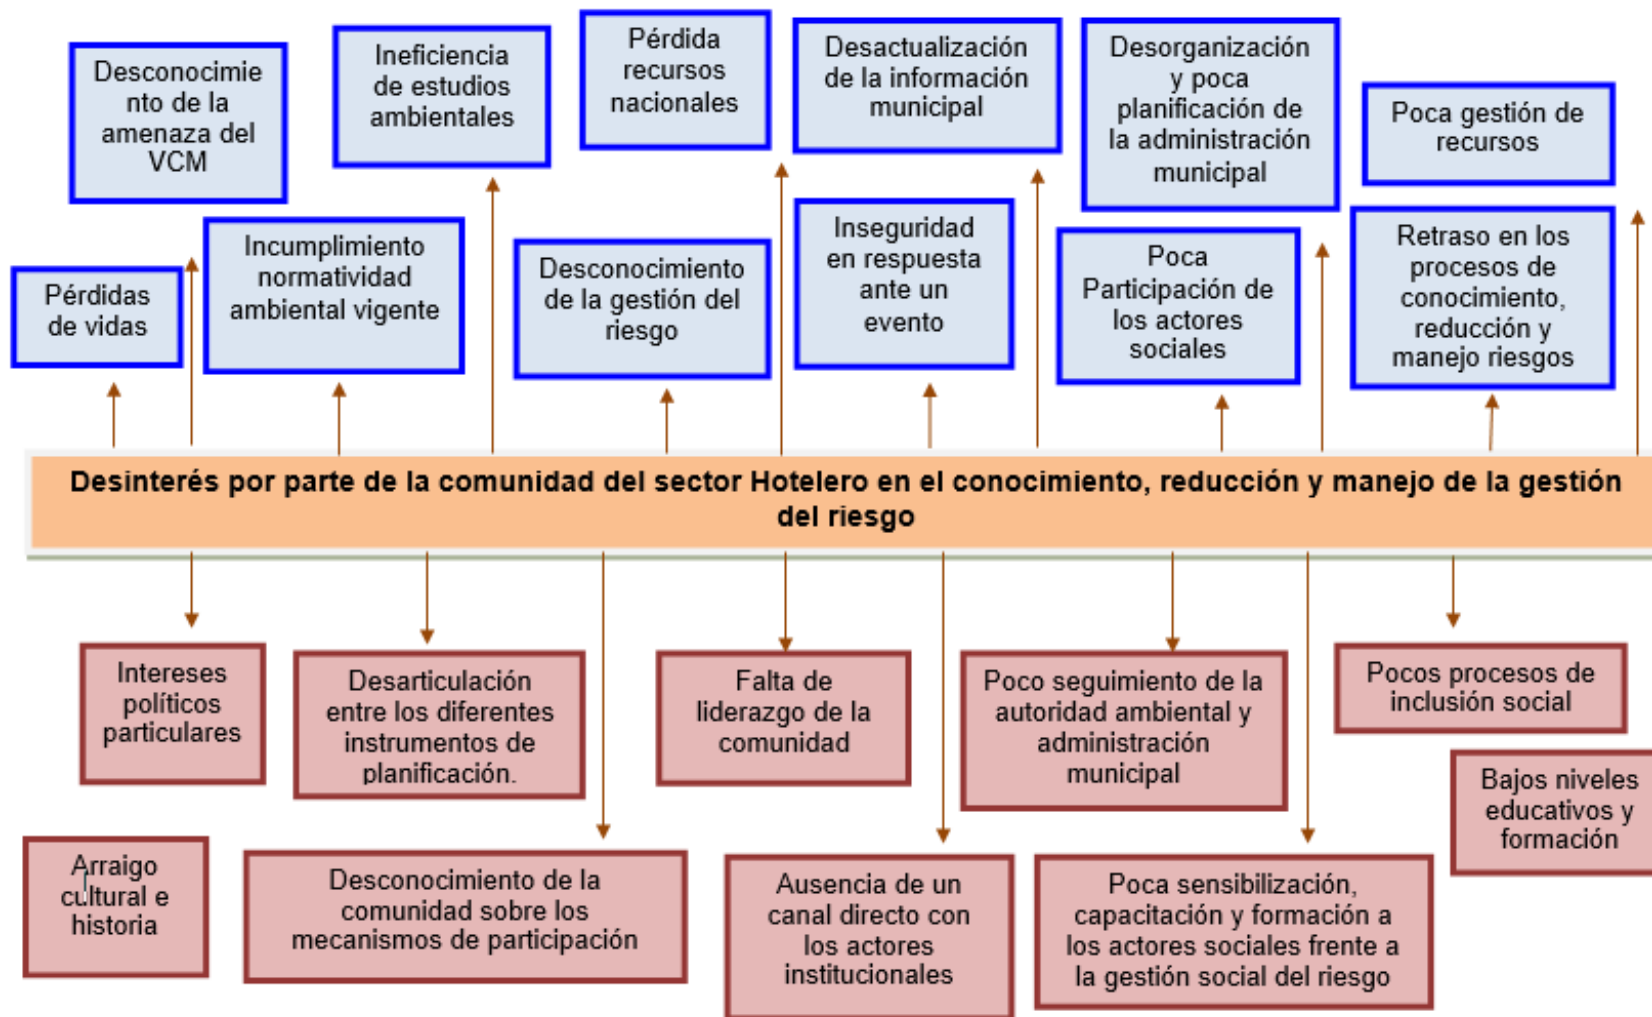 Desconocimie
nto de la
amenaza del
VCM
Ineficiencia
de estudios
ambientales
Pérdida
recursos
nacionales
Desactualización
de la información
municipal
Desorganización
y poca
planificación de
la administración
municipal
Poca gestión de
recursos
Pérdidas
de vidas
Incumplimiento
normatividad
ambiental vigente
Desconocimiento
de la gestión del
riesgo
Inseguridad
en respuesta
ante un
evento
Poca
Participación de
los actores
sociales
Retraso en los
procesos de
conocimiento,
reducción y
manejo riesgos
Desinterés por parte de la comunidad del sector Hotelero en el conocimiento, reducción y manejo de la gestión
del riesgo
Intereses
políticos
particulares
Desarticulación
entre los diferentes
instrumentos de
planificación.
Falta de
liderazgo de la
comunidad
Poco seguimiento de la
autoridad ambiental y
administración
municipal
Pocos procesos de
inclusión social
Bajos niveles
educativos y
formación
Arraigo
cultural e
historia
Desconocimiento de la
comunidad sobre los
mecanismos de participación
Ausencia de un
canal directo con
los actores
institucionales
Poca sensibilización,
capacitación y formación a
los actores sociales frente a
la gestión social del riesgo